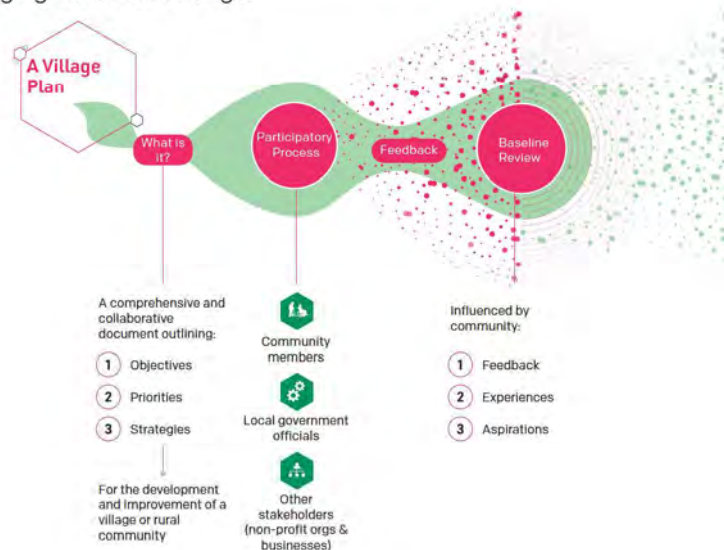 A Village
Plan
What is
it?
Participatory
Process
Feedback
Baseline
Review
A comprehensive and
collaborative
document outlining:
1 Objectives
2 Priorities
3 Strategies
For the development
and improvement of a
village or rural
community
Community
members
Local government
officials
Other
stakeholders
(non-profit orgs &
businesses)
Influenced by
community:
1 Feedback
2 Experiences
3 Aspirations